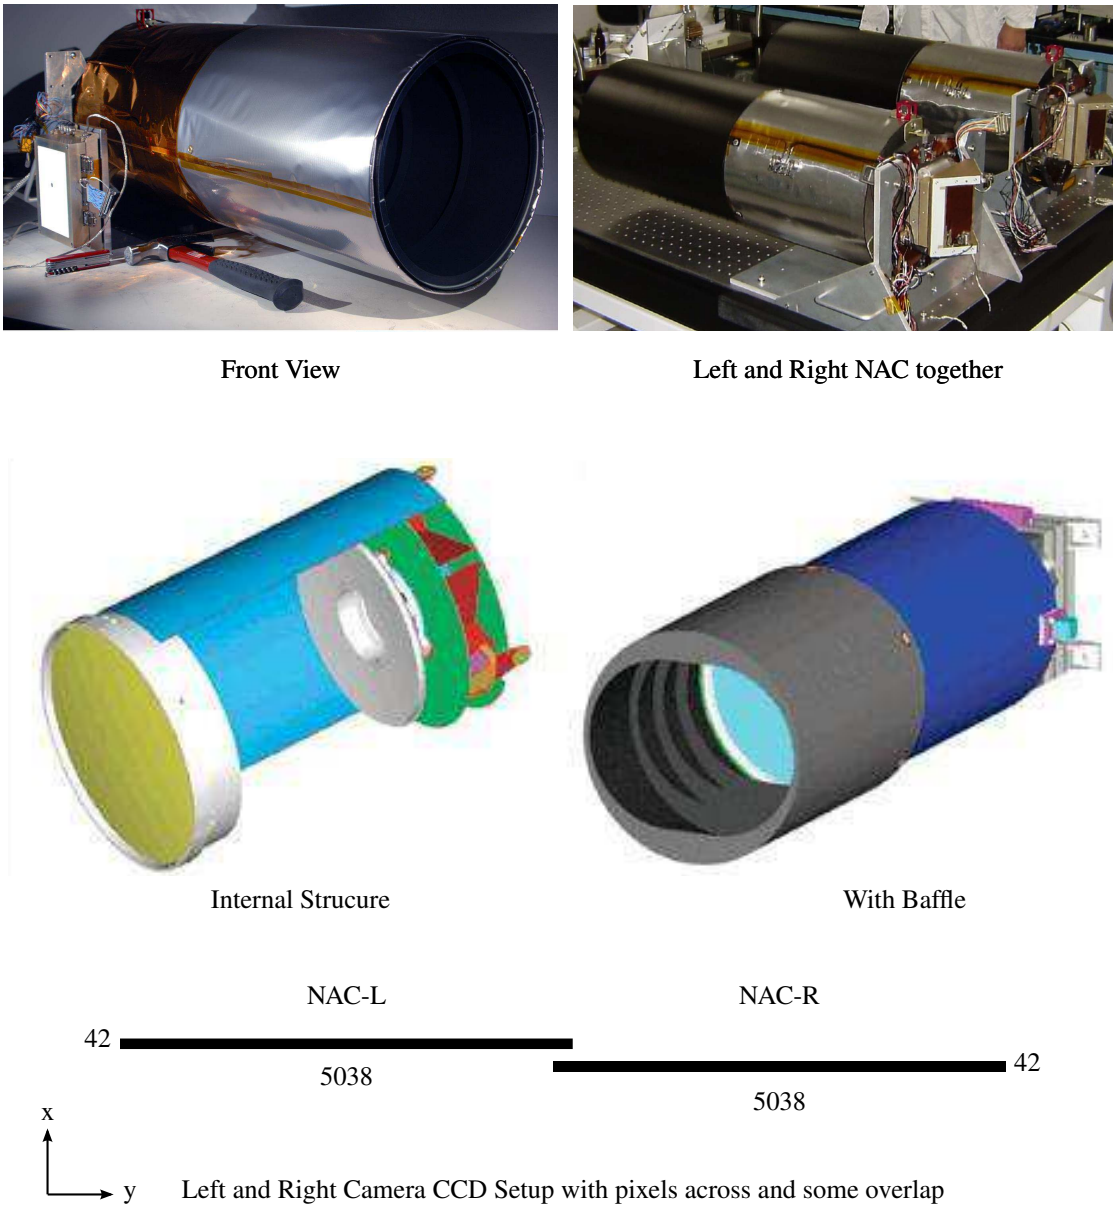 Front View
Left and Right NAC together
Internal Strucure
With Baffle
NAC-L
NAC-R
42
5038
42
5038
x
y
Left and Right Camera CCD Setup with pixels across and some overlap